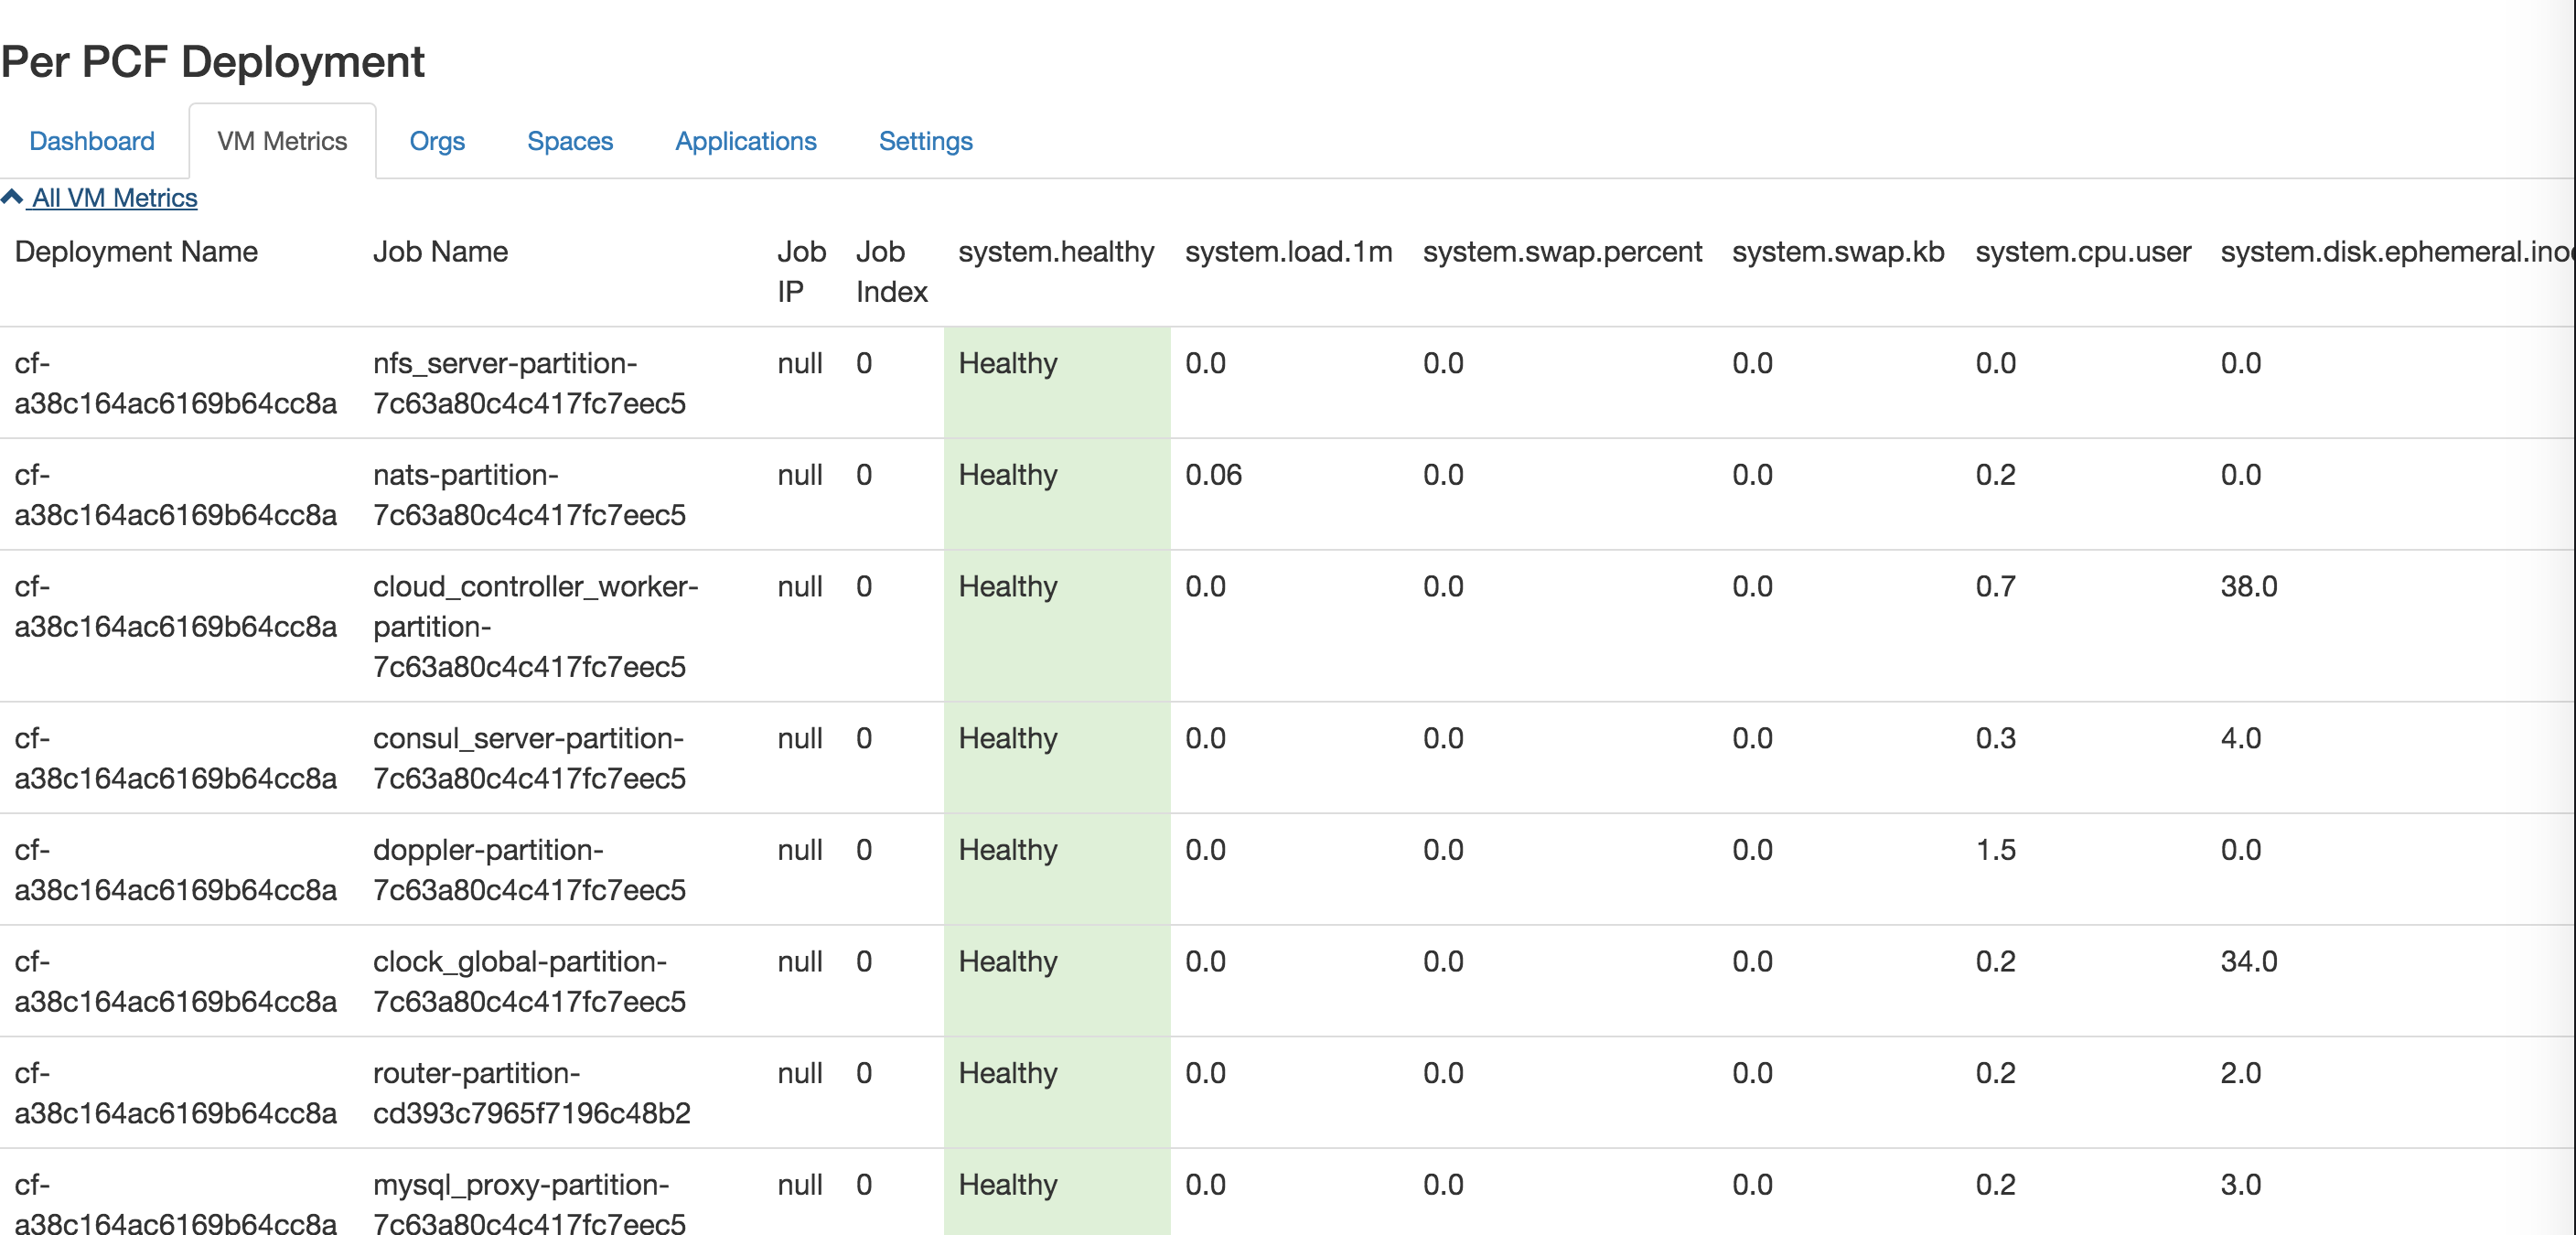 Per PCF Deployment
Dashboard VM Metrics Orgs Spaces Applications Settings
All VM Metrics
Deployment Name Job Name Job IP Job Index system.healthy system.load.1m system.swap.percent system.swap.kb system.cpu.user
cf- nfs_server-partition- null 0 Healthy 0.0 0.0 0.0 0.0 0.0
a38c164ac6169b64cc8a 7c63a80c4c417fc7eec5
cf- nats-partition- null 0 Healthy 0.06 0.0 0.0 0.2 0.0
a38c164ac6169b64cc8a 7c63a80c4c417fc7eec5
cf- cloud_controller_worker- null 0 Healthy 0.0 0.0 0.0 0.7 38.0
a38c164ac6169b64cc8a partition-
7c63a80c4c417fc7eec5
cf- consul_server-partition- null 0 Healthy 0.0 0.0 0.0 0.3 4.0
a38c164ac6169b64cc8a 7c63a80c4c417fc7eec5
cf- doppler-partition- null 0 Healthy 0.0 0.0 0.0 1.5 0.0
a38c164ac6169b64cc8a 7c63a80c4c417fc7eec5
cf- clock_global-partition- null 0 Healthy 0.0 0.0 0.0 0.2 34.0
a38c164ac6169b64cc8a 7c63a80c4c417fc7eec5
cf- router-partition- null 0 Healthy 0.0 0.0 0.0 0.2 2.0
a38c164ac6169b64cc8a cd393c7965f7196c48b2
cf- mysql_proxy-partition- null 0 Healthy 0.0 0.0 0.0 0.2 3.0
a38c164ac6169b64cc8a 7c63a80c4c417fc7eec5